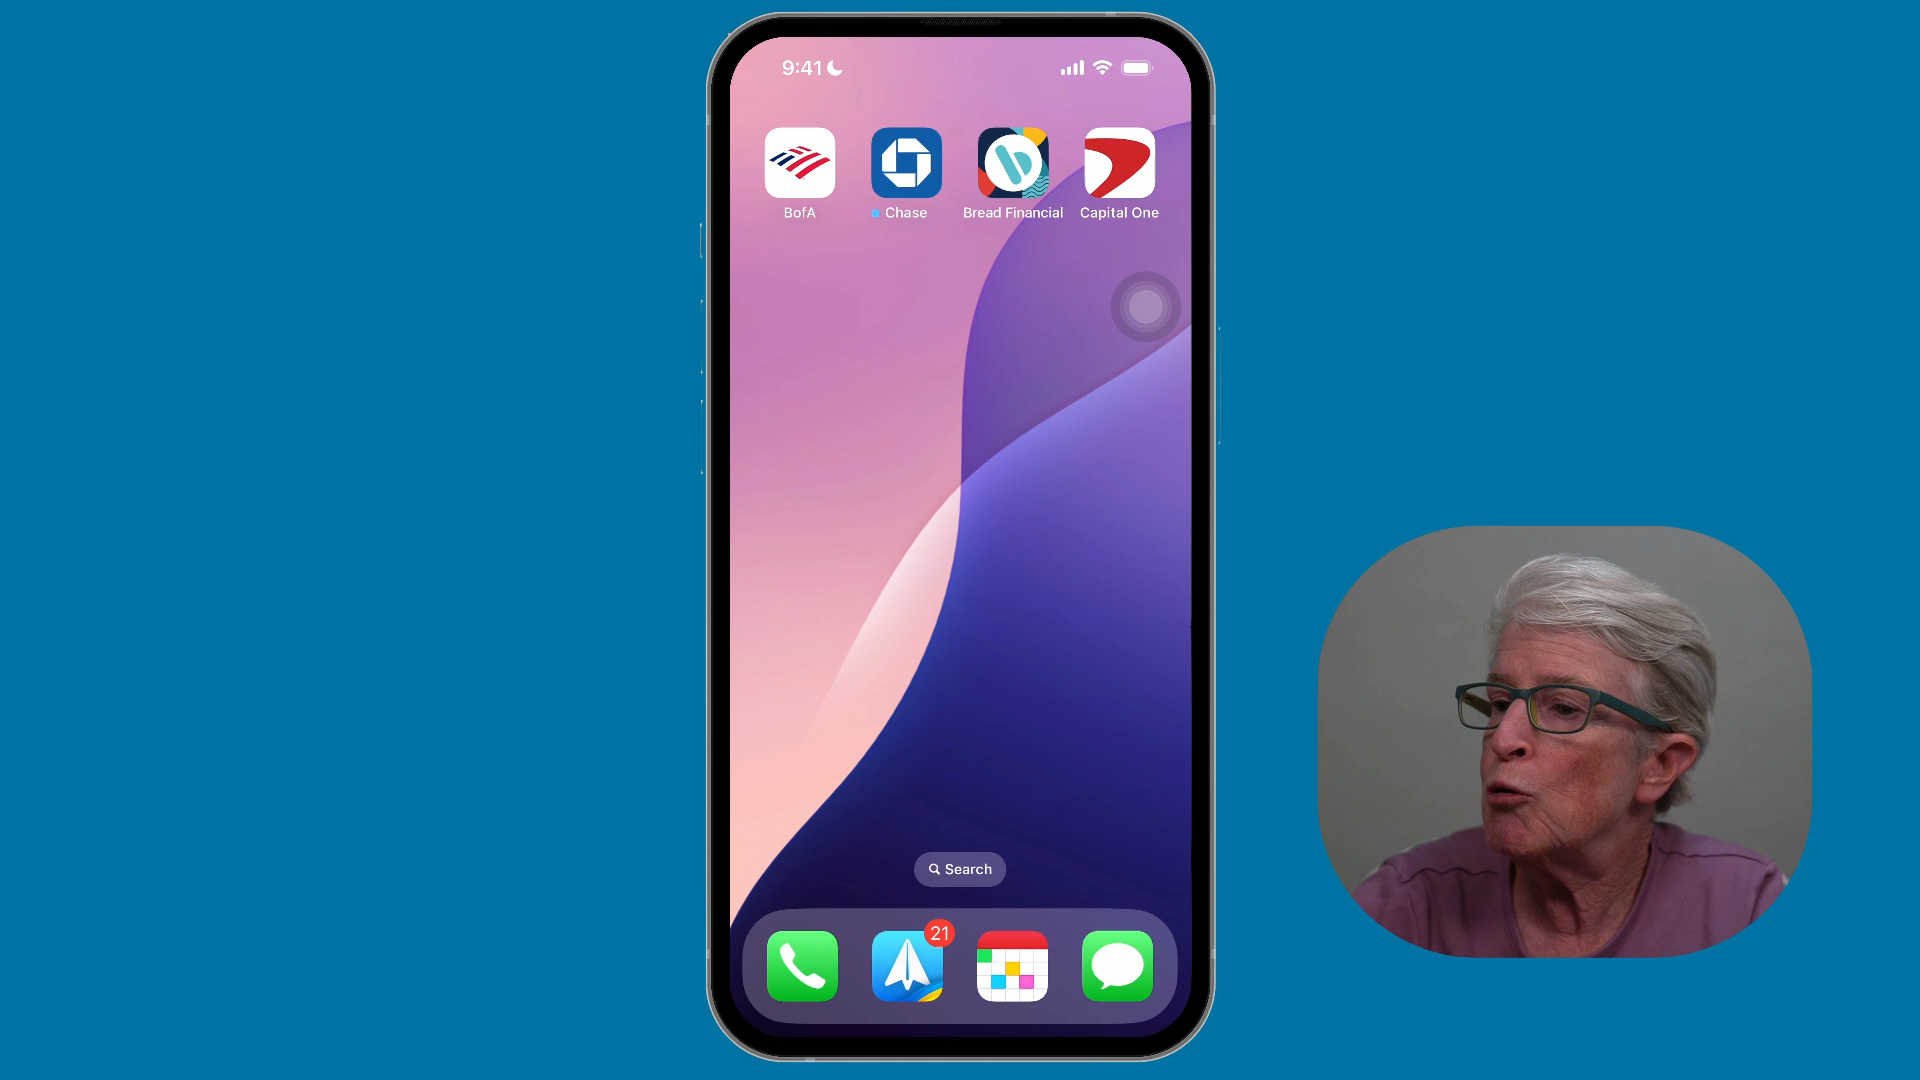 9:41
BofA
Chase
Bread Financial
Capital One
Search
21